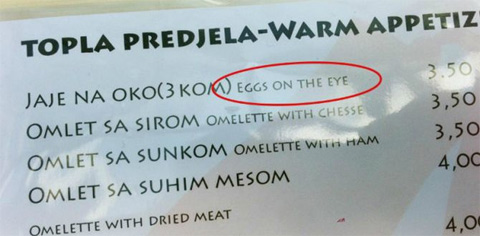 TOPLA PREDJELA-WARM APPETIZ
JAJE NA OKO(3 KOM) EGGS ON THE EYE 3.50
OMLET SA SIROM OMELETTE WITH CHESSE 3,50
OMLET SA SUNKOM OMELETTE WITH HAM 3,50
OMLET SA SUHIM MESOM 4,00
OMELETTE WITH DRIED MEAT 4,00